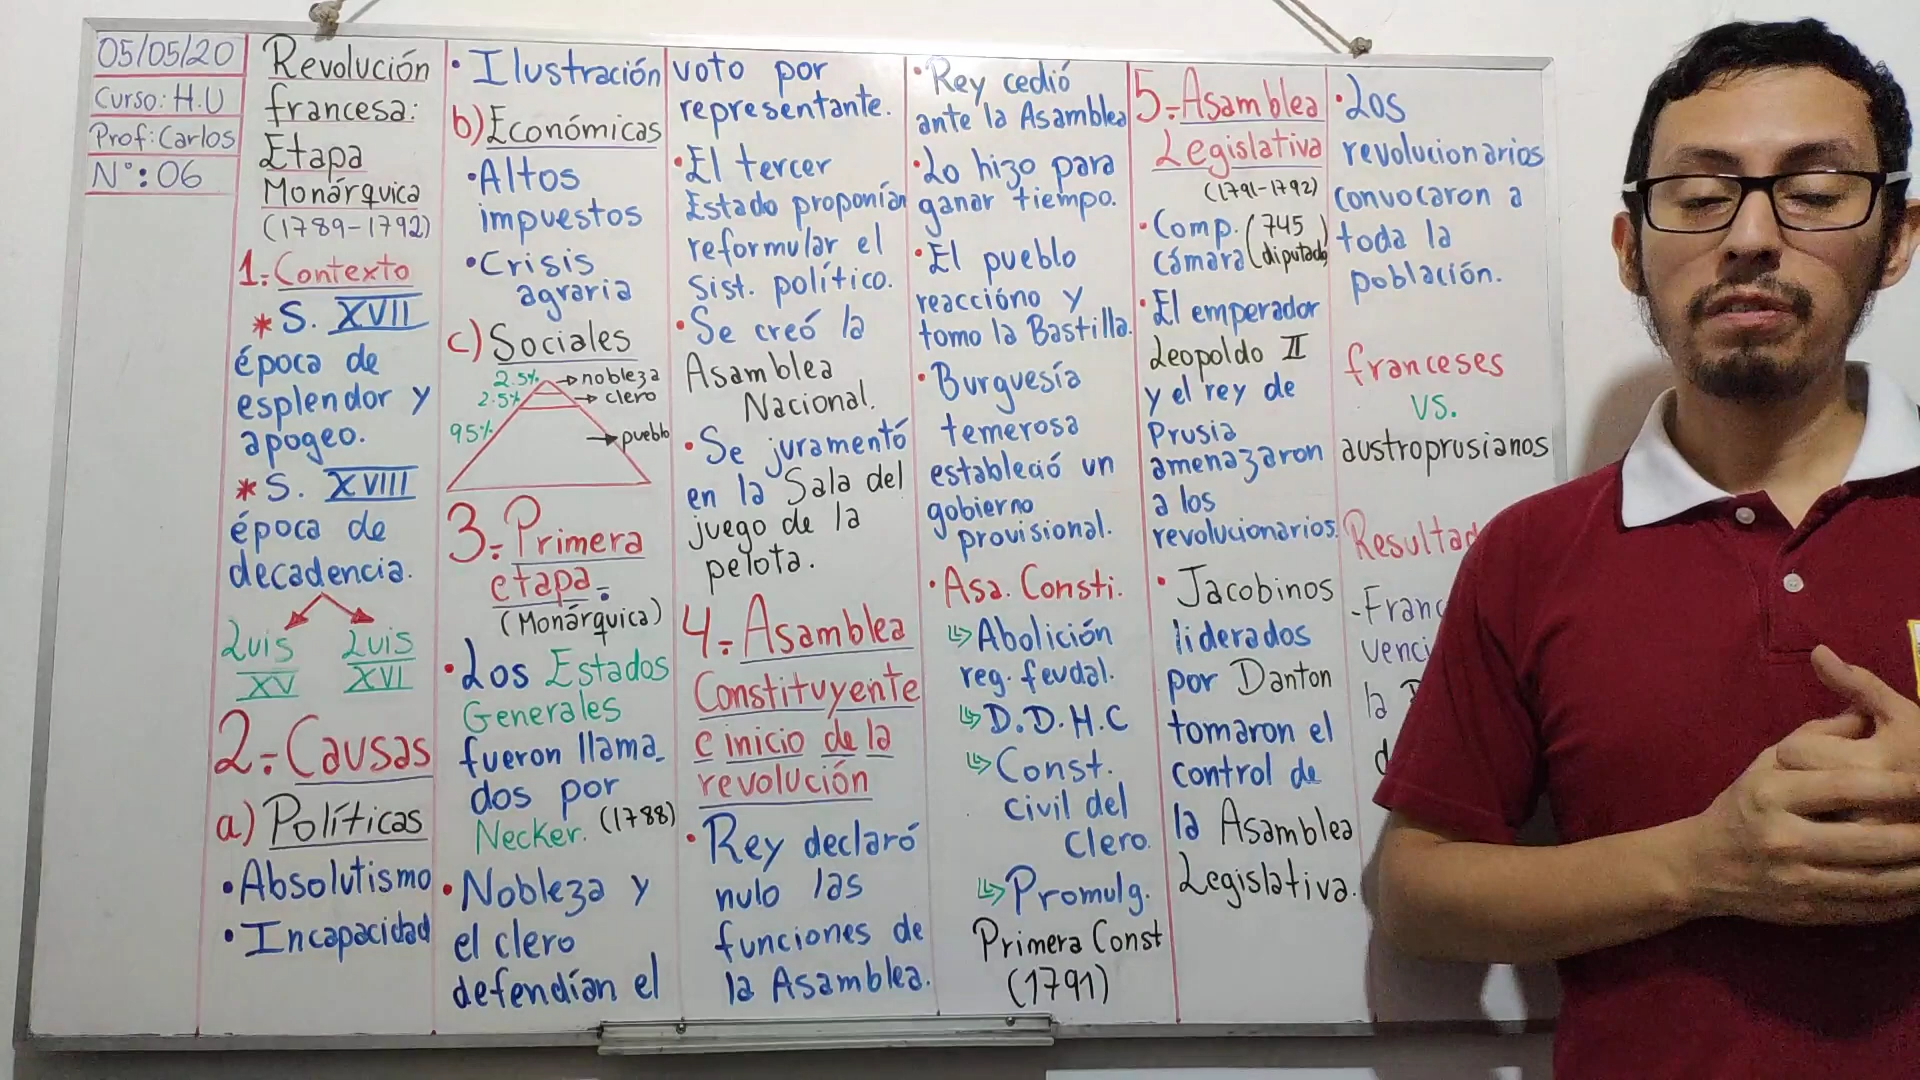 05/05/20
Curso: H.U
Prof: Carlos
N°: 06
Revolución
francesa:
Etapa
Monárquica
(1789-1792)
1.- Contexto
* S. XVII
época de
esplendor y
apogeo.
* S. XVIII
época de
decadencia.
Luis XV
Luis XVI
2.- Causas
a) Políticas
• Absolutismo
• Incapacidad
• Ilustración
b) Económicas
• Altos
impuestos
• Crisis
agraria
c) Sociales
2.5% → nobleza
2.5% → clero
95% → pueblo
3.- Primera
etapa:
(Monárquica)
• Los Estados
Generales
fueron llama-
dos por
Necker. (1788)
• Nobleza y
el clero
defendían el
voto por
representante.
• El tercer
Estado proponían
reformular el
sist. político.
• Se creó la
Asamblea
Nacional.
• Se juramentó
en la Sala del
juego de la
pelota.
4.- Asamblea
Constituyente
e inicio de la
revolución
• Rey declaró
nulo las
funciones de
la Asamblea.
• Rey cedió
ante la Asamblea
• Lo hizo para
ganar tiempo.
• El pueblo
reaccióno y
tomo la Bastilla.
• Burguesía
temerosa
estableció un
gobierno
provisional.
• Asa. Consti.
↳ Abolición
reg. feudal.
↳ D.D.H.C
↳ Const.
civil del
Clero.
↳ Promulg.
Primera Const
(1791)
5.- Asamblea
Legislativa
(1791-1792)
• Comp. (745
Cámara (diputado)
• El emperador
Leopoldo II
y el rey de
Prusia
amenazaron
a los
revolucionarios.
• Jacobinos
liderados
por Danton
tomaron el
control de
la Asamblea
Legislativa.
• Los
revolucionarios
convocaron a
toda la
población.
franceses
vs.
austroprusianos
Resultad
- Franc
venci
la